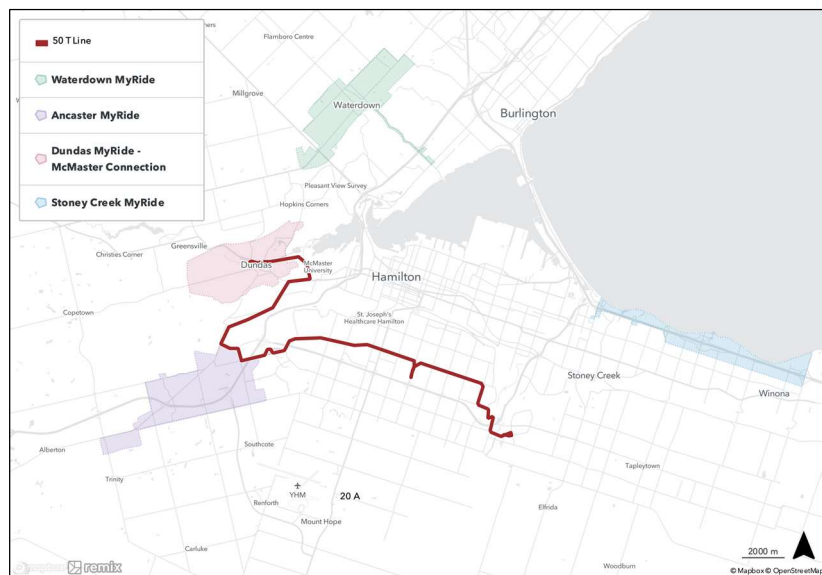 50 T Line
Waterdown MyRide
Ancaster MyRide
Dundas MyRide -
McMaster Connection
Stoney Creek MyRide
Flamboro Centre
Millgrove
Waterdown
Burlington
Pleasant View Survey
Hopkins Corners
Greensville
Christies Corner
Dundas
McMaster
University
Hamilton
Copetown
St. Joseph's
Healthcare Hamilton
Stoney Creek
Winona
Alberton
Southcote
Trinity
Tapleytown
YHM
20 A
Renforth
Mount Hope
Elfrida
Carluke
Woodburn
2000 m
remix
© Mapbox © OpenStreetMap